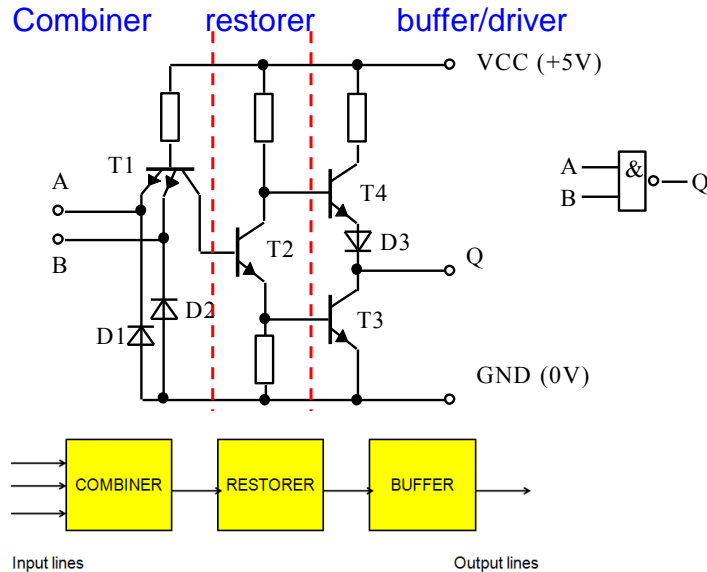 Combiner restorer buffer/driver
VCC (+5V)
T1
A
B
T4
T2
D3
Q
D2
D1
T3
GND (0V)
A
B
&
Q
COMBINER RESTORER BUFFER
Input lines Output lines